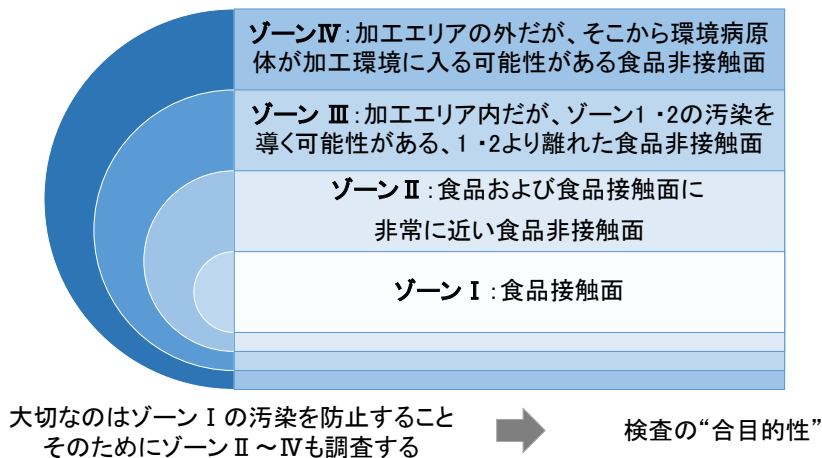 ゾーンⅣ：加工エリアの外だが、そこから環境病原
体が加工環境に入る可能性がある食品非接触面
ゾーン Ⅲ：加工エリア内だが、ゾーン1・2の汚染を
導く可能性がある、1・2より離れた食品非接触面
ゾーンⅡ：食品および食品接触面に
非常に近い食品非接触面
ゾーンⅠ：食品接触面
大切なのはゾーンⅠの汚染を防止すること
そのためにゾーンⅡ～Ⅳも調査する
検査の“合目的性”